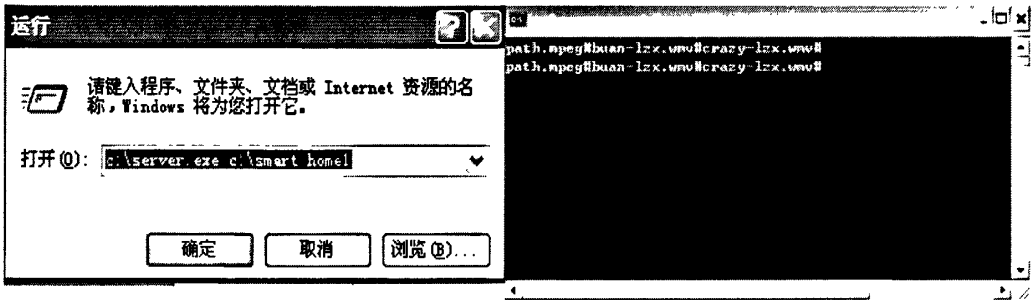 运行
请键入程序、文件夹、文档或 Internet 资源的名
称，Windows 将为您打开它。
打开(O): c:\server.exe c:\smart home1
确定 取消 浏览(B)...
path.mpeg#buan-lzx.wmv#crazy-lzx.wmv#
path.mpeg#buan-lzx.wmv#crazy-lzx.wmv#